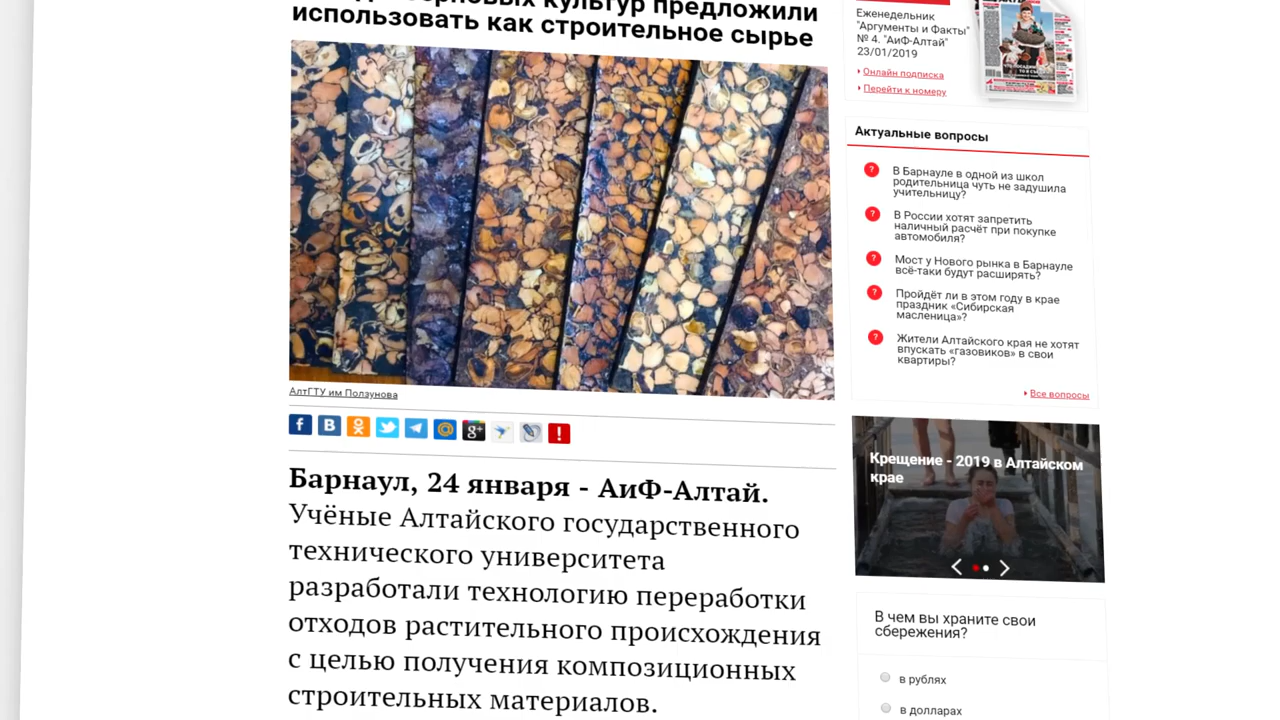 культур предложили
использовать как строительное сырье
АлтГТУ им Ползунова
Барнаул, 24 января - АиФ-Алтай.
Учёные Алтайского государственного
технического университета
разработали технологию переработки
отходов растительного происхождения
с целью получения композиционных
строительных материалов.
Еженедельник
"Аргументы и Факты"
№ 4. "АиФ-Алтай"
23/01/2019
Онлайн подписка
Перейти к номеру
Актуальные вопросы
В Барнауле в одной из школ
родительница чуть не задушила
учительницу?
В России хотят запретить
наличный расчёт при покупке
автомобиля?
Мост у Нового рынка в Барнауле
всё-таки будут расширять?
Пройдёт ли в этом году в крае
праздник «Сибирская
масленица»?
Жители Алтайского края не хотят
впускать «газовиков» в свои
квартиры?
Все вопросы
Крещение - 2019 в Алтайском
крае
В чем вы храните свои
сбережения?
в рублях
в долларах